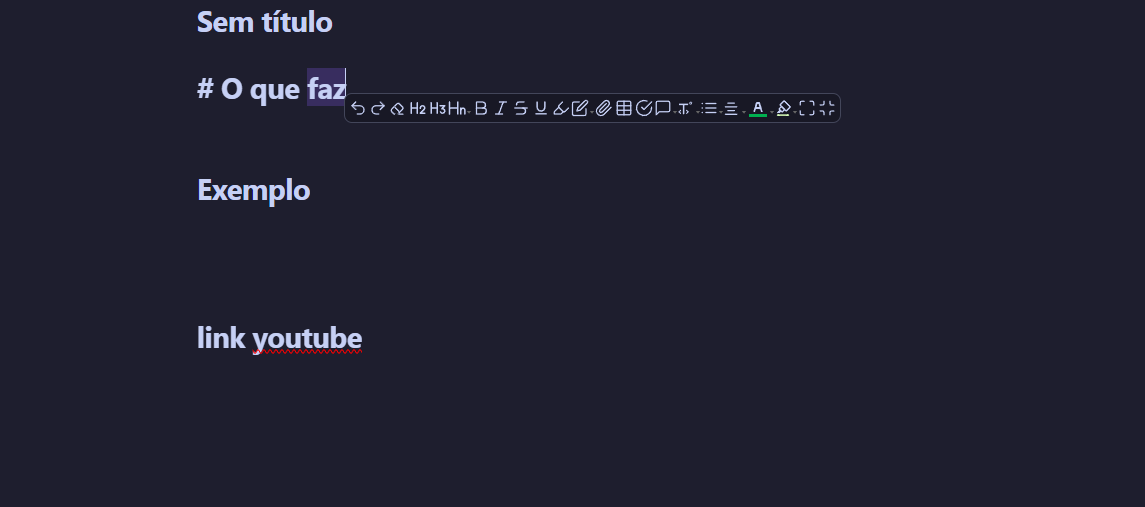 Sem título
# O que faz
H2 H3 Hn B I S U T A
Exemplo
link youtube